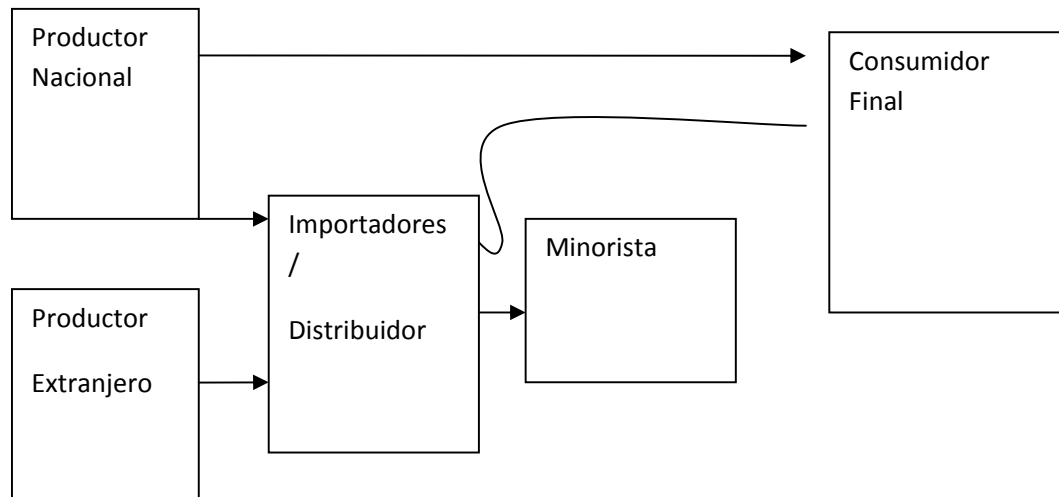 Productor
Nacional
Consumidor
Final
Importadores
/
Distribuidor
Minorista
Productor
Extranjero